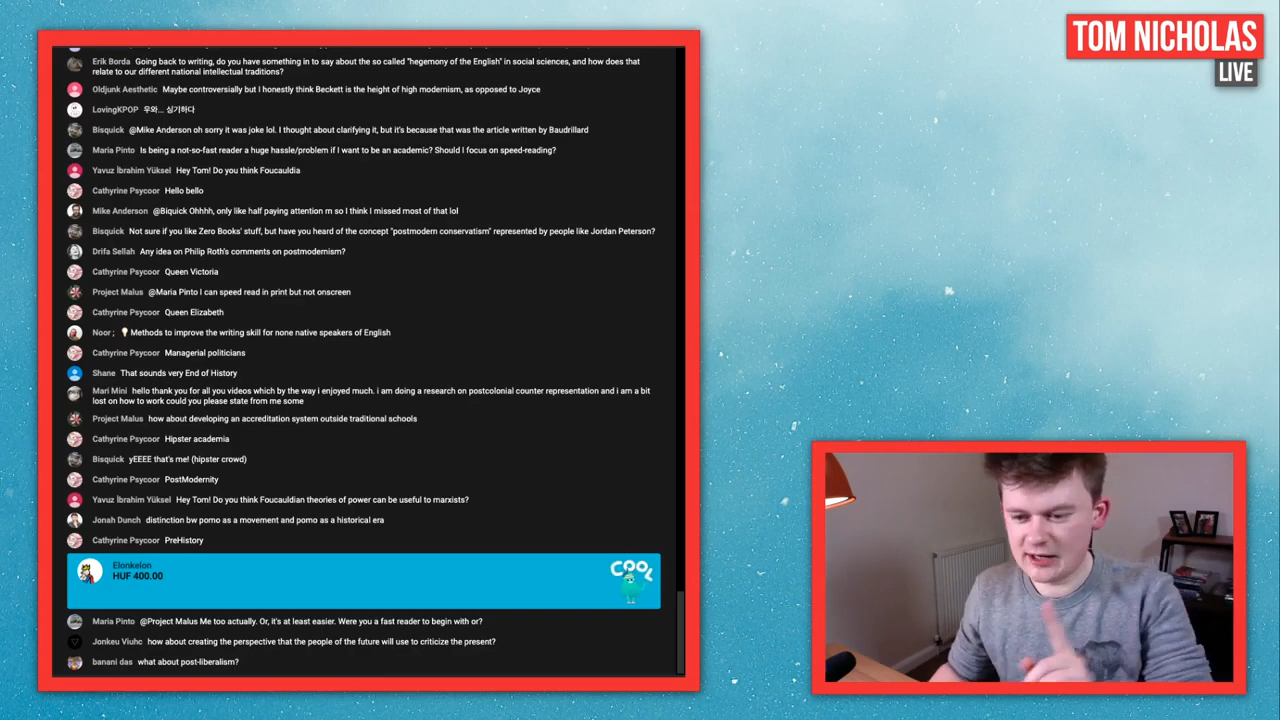 TOM NICHOLAS
LIVE
Erik Borda Going back to writing, do you have something in to say about the so called "hegemony of the English" in social sciences, and how does that
relate to our different national intellectual traditions?
Oldjunk Aesthetic Maybe controversially but I honestly think Beckett is the height of high modernism, as opposed to Joyce
LovingKPOP 우와... 싱기하다
Bisquick @Mike Anderson oh sorry it was joke lol. I thought about clarifying it, but it's because that was the article written by Baudrillard
Maria Pinto Is being a not-so-fast reader a huge hassle/problem if I want to be an academic? Should I focus on speed-reading?
Yavuz İbrahim Yüksel Hey Tom! Do you think Foucauldia
Cathyrine Psycoor Hello bello
Mike Anderson @Biquick Ohhhh, only like half paying attention m so I think I missed most of that lol
Bisquick Not sure if you like Zero Books' stuff, but have you heard of the concept "postmodern conservatism" represented by people like Jordan Peterson?
Drifa Sellah Any idea on Philip Roth's comments on postmodernism?
Cathyrine Psycoor Queen Victoria
Project Malus @Maria Pinto I can speed read in print but not onscreen
Cathyrine Psycoor Queen Elizabeth
Noor ; 💡Methods to improve the writing skill for none native speakers of English
Cathyrine Psycoor Managerial politicians
Shane That sounds very End of History
Mari Mini hello thank you for all you videos which by the way i enjoyed much. i am doing a research on postcolonial counter representation and i am a bit
lost on how to work could you please state from me some
Project Malus how about developing an accreditation system outside traditional schools
Cathyrine Psycoor Hipster academia
Bisquick yEEEE that's me! (hipster crowd)
Cathyrine Psycoor PostModernity
Yavuz İbrahim Yüksel Hey Tom! Do you think Foucauldian theories of power can be useful to marxists?
Jonah Dunch distinction bw pomo as a movement and pomo as a historical era
Cathyrine Psycoor PreHistory
Elonkelon
HUF 400.00
COOL
Maria Pinto @Project Malus Me too actually. Or, it's at least easier. Were you a fast reader to begin with or?
Jonkeu Viuhc how about creating the perspective that the people of the future will use to criticize the present?
banani das what about post-liberalism?